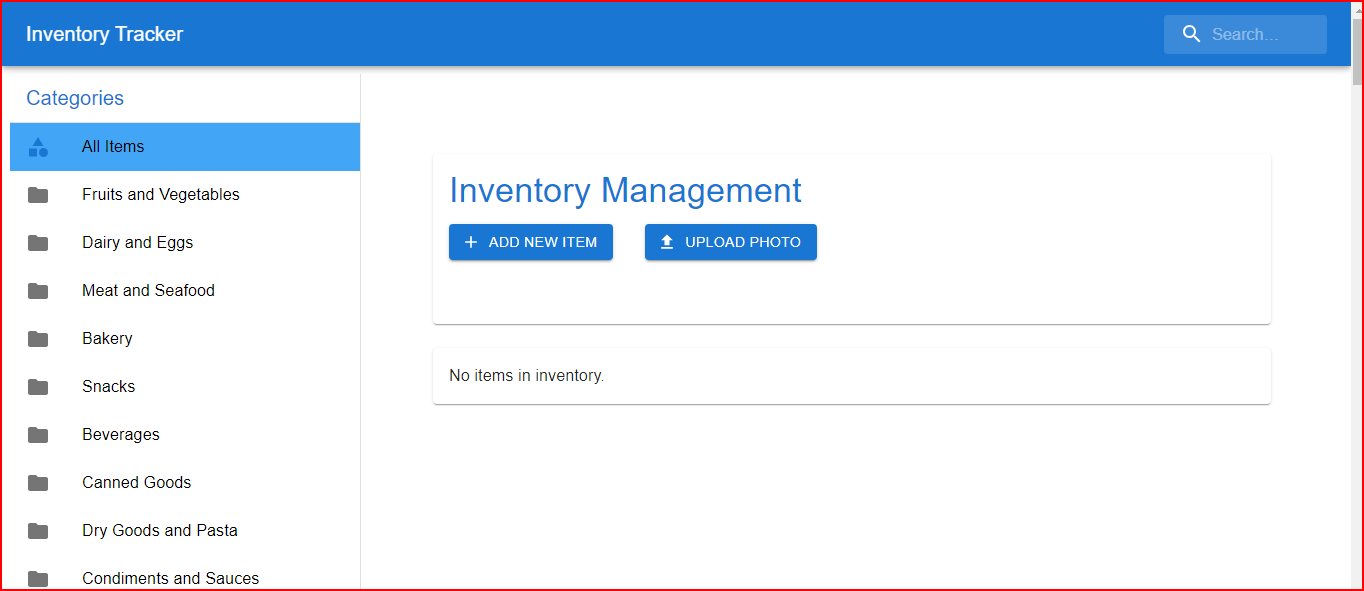 Inventory Tracker
Search...
Categories
All Items
Fruits and Vegetables
Dairy and Eggs
Meat and Seafood
Bakery
Snacks
Beverages
Canned Goods
Dry Goods and Pasta
Condiments and Sauces
Inventory Management
ADD NEW ITEM
UPLOAD PHOTO
No items in inventory.